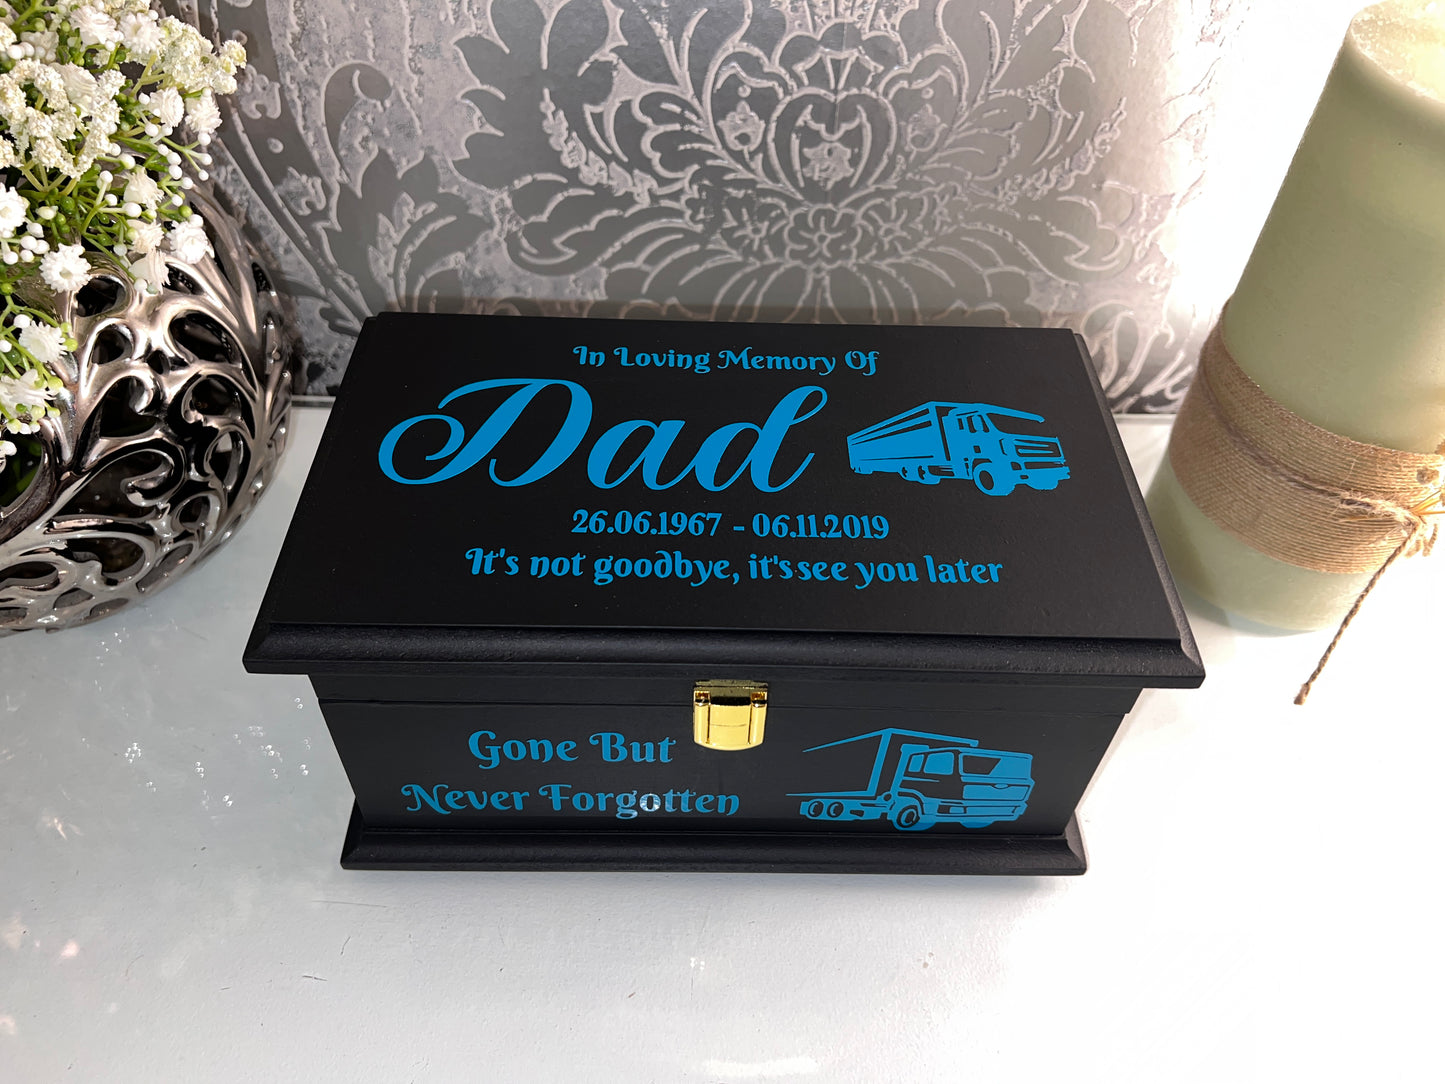 In Loving Memory Of
Dad
26.06.1967 - 06.11.2019
It's not goodbye, it's see you later
Gone But
Never Forgotten